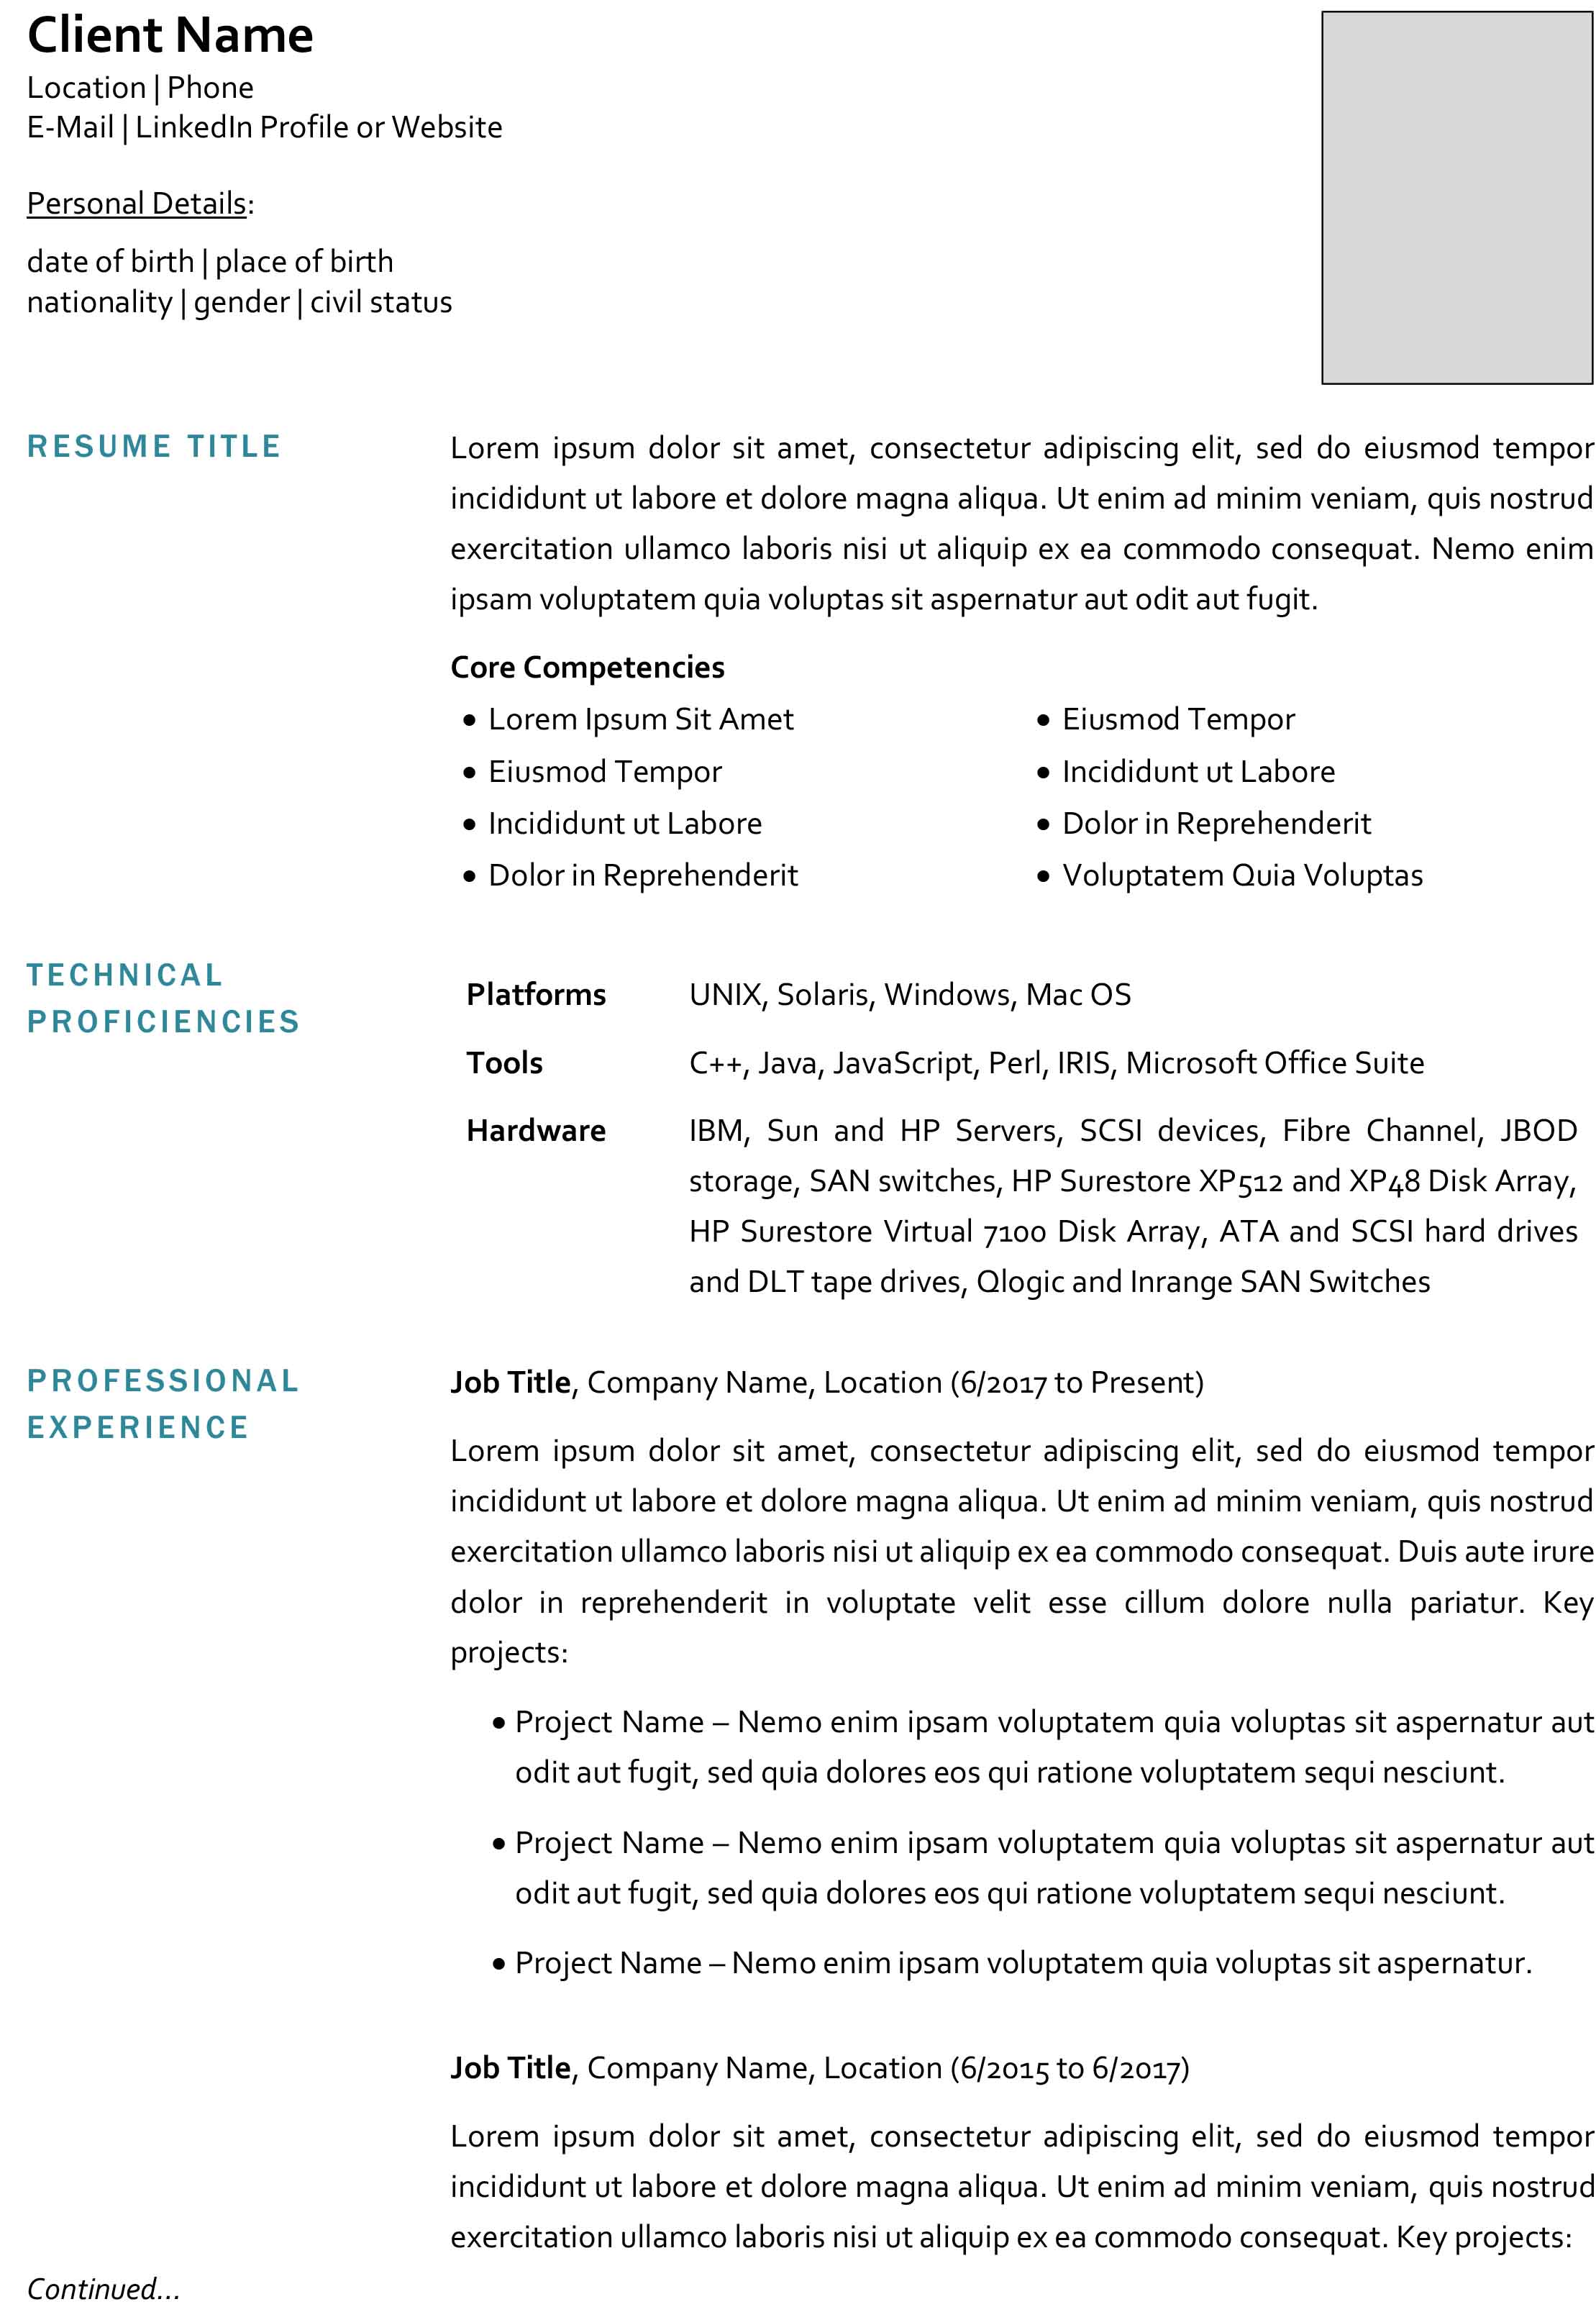 Client Name
Location | Phone
E-Mail | LinkedIn Profile or Website
Personal Details:
date of birth | place of birth
nationality | gender | civil status
RESUME TITLE
Lorem ipsum dolor sit amet, consectetur adipiscing elit, sed do eiusmod tempor
incididunt ut labore et dolore magna aliqua. Ut enim ad minim veniam, quis nostrud
exercitation ullamco laboris nisi ut aliquip ex ea commodo consequat. Nemo enim
ipsam voluptatem quia voluptas sit aspernatur aut odit aut fugit.
Core Competencies
• Lorem Ipsum Sit Amet
• Eiusmod Tempor
• Incididunt ut Labore
• Dolor in Reprehenderit
• Eiusmod Tempor
• Incididunt ut Labore
• Dolor in Reprehenderit
• Voluptatem Quia Voluptas
TECHNICAL
PROFICIENCIES
Platforms UNIX, Solaris, Windows, Mac OS
Tools C++, Java, JavaScript, Perl, IRIS, Microsoft Office Suite
Hardware IBM, Sun and HP Servers, SCSI devices, Fibre Channel, JBOD
storage, SAN switches, HP Surestore XP512 and XP48 Disk Array,
HP Surestore Virtual 7100 Disk Array, ATA and SCSI hard drives
and DLT tape drives, Qlogic and Inrange SAN Switches
PROFESSIONAL
EXPERIENCE
Job Title, Company Name, Location (6/2017 to Present)
Lorem ipsum dolor sit amet, consectetur adipiscing elit, sed do eiusmod tempor
incididunt ut labore et dolore magna aliqua. Ut enim ad minim veniam, quis nostrud
exercitation ullamco laboris nisi ut aliquip ex ea commodo consequat. Duis aute irure
dolor in reprehenderit in voluptate velit esse cillum dolore nulla pariatur. Key
projects:
• Project Name – Nemo enim ipsam voluptatem quia voluptas sit aspernatur aut
odit aut fugit, sed quia dolores eos qui ratione voluptatem sequi nesciunt.
• Project Name – Nemo enim ipsam voluptatem quia voluptas sit aspernatur aut
odit aut fugit, sed quia dolores eos qui ratione voluptatem sequi nesciunt.
• Project Name – Nemo enim ipsam voluptatem quia voluptas sit aspernatur.
Job Title, Company Name, Location (6/2015 to 6/2017)
Lorem ipsum dolor sit amet, consectetur adipiscing elit, sed do eiusmod tempor
incididunt ut labore et dolore magna aliqua. Ut enim ad minim veniam, quis nostrud
exercitation ullamco laboris nisi ut aliquip ex ea commodo consequat. Key projects:
Continued...